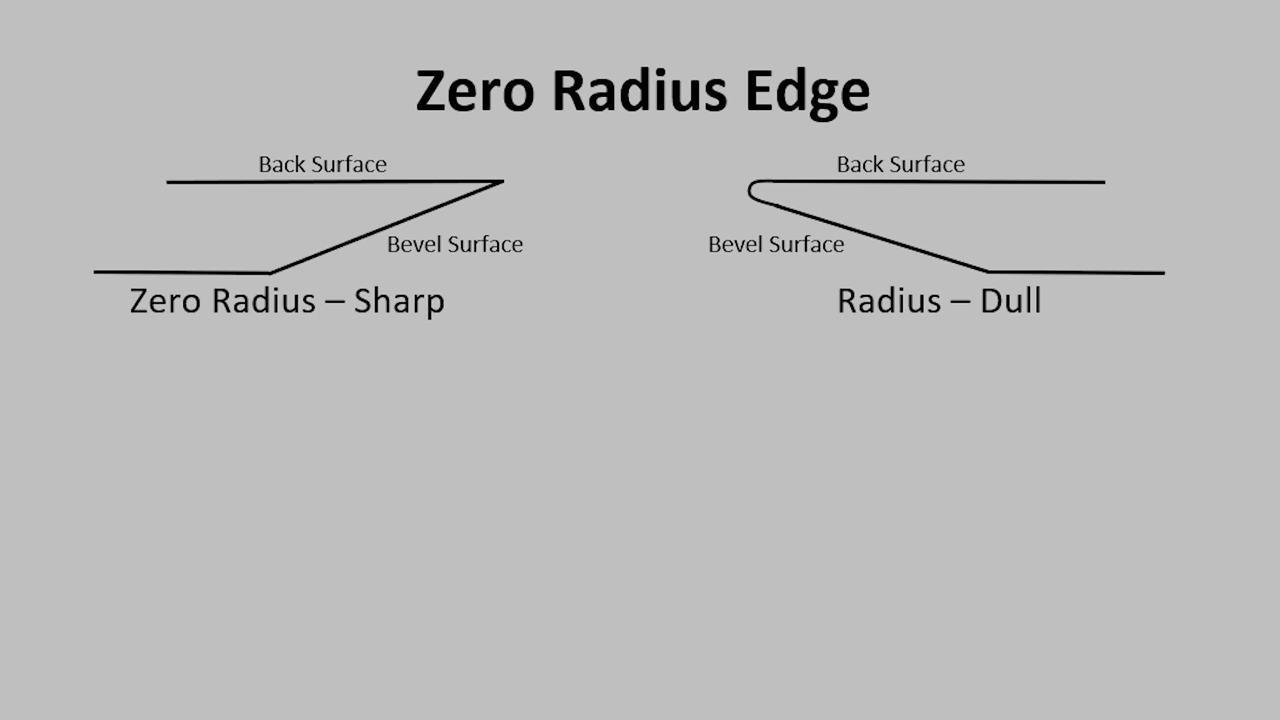 Zero Radius Edge
Back Surface
Back Surface
Bevel Surface
Bevel Surface
Zero Radius – Sharp
Radius – Dull